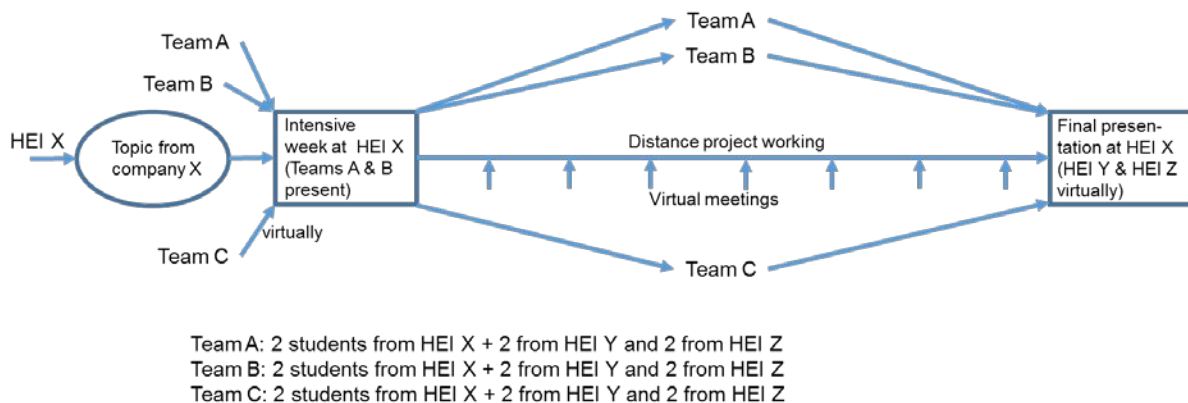 Team A
Team B
HEI X
Topic from
company X
Intensive
week at HEI X
(Teams A & B
present)
virtually
Team C
Team A
Team B
Distance project working
Virtual meetings
Team C
Final presen-
tation at HEI X
(HEI Y & HEI Z
virtually)
Team A: 2 students from HEI X + 2 from HEI Y and 2 from HEI Z
Team B: 2 students from HEI X + 2 from HEI Y and 2 from HEI Z
Team C: 2 students from HEI X + 2 from HEI Y and 2 from HEI Z